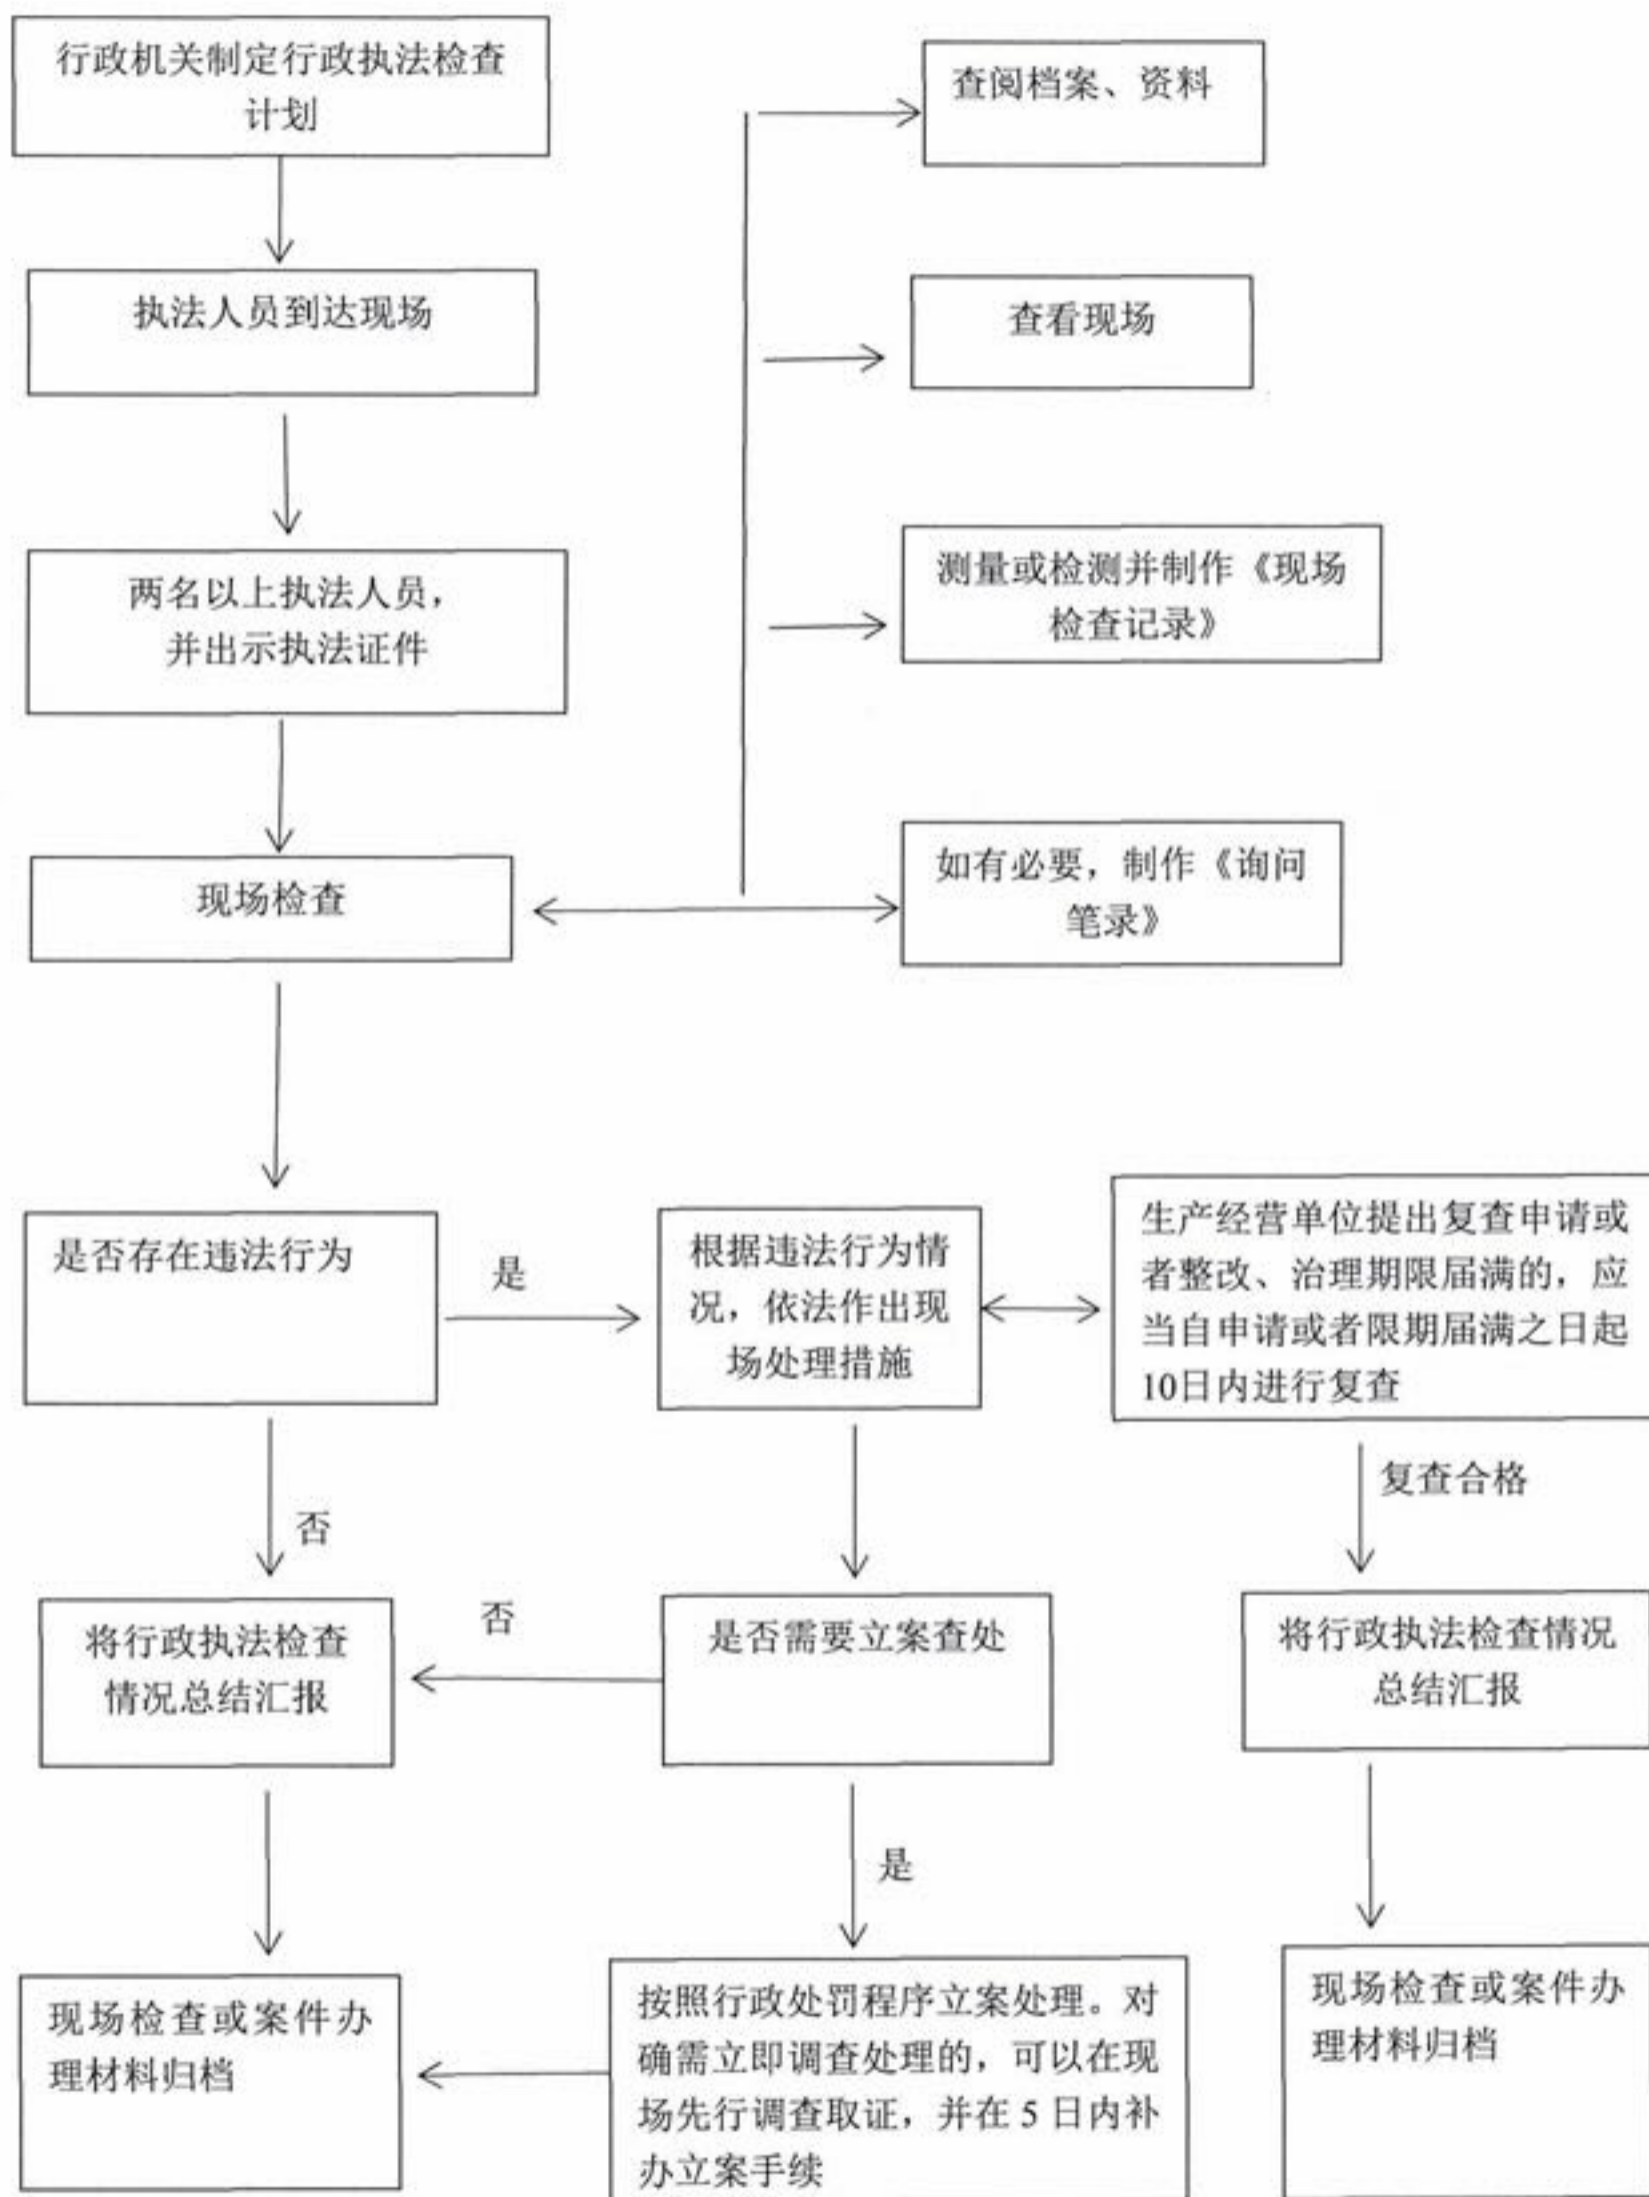 行政机关制定行政执法检查
计划
查阅档案、资料
执法人员到达现场
查看现场
两名以上执法人员，
并出示执法证件
测量或检测并制作《现场
检查记录》
现场检查
如有必要，制作《询问
笔录》
是否存在违法行为
是
根据违法行为情
况，依法作出现
场处理措施
生产经营单位提出复查申请或
者整改、治理期限届满的，应
当自申请或者限期届满之日起
10日内进行复查
否
复查合格
将行政执法检查
情况总结汇报
否
是否需要立案查处
将行政执法检查情况
总结汇报
是
现场检查或案件办
理材料归档
按照行政处罚程序立案处理。对
确需立即调查处理的，可以在现
场先行调查取证，并在 5 日内补
办立案手续
现场检查或案件办
理材料归档